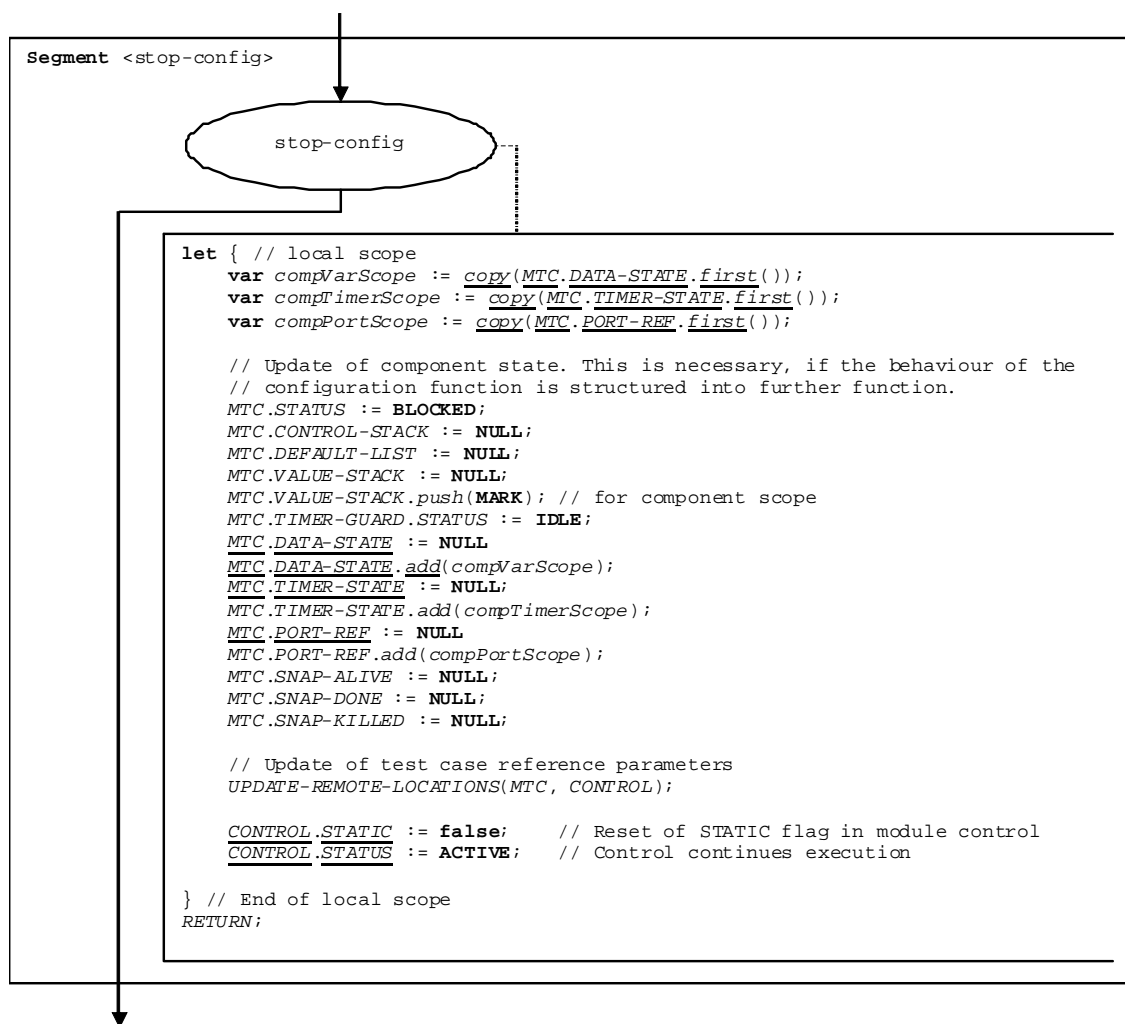 Segment <stop-config>
stop-config
let { // local scope
var compVarScope := copy(MTC.DATA-STATE.first());
var compTimerScope := copy(MTC.TIMER-STATE.first());
var compPortScope := copy(MTC.PORT-REF.first());
// Update of component state. This is necessary, if the behaviour of the
// configuration function is structured into further function.
MTC.STATUS := BLOCKED;
MTC.CONTROL-STACK := NULL;
MTC.DEFAULT-LIST := NULL;
MTC.VALUE-STACK := NULL;
MTC.VALUE-STACK.push(MARK); // for component scope
MTC.TIMER-GUARD.STATUS := IDLE;
MTC.DATA-STATE := NULL
MTC.DATA-STATE.add(compVarScope);
MTC.TIMER-STATE := NULL;
MTC.TIMER-STATE.add(compTimerScope);
MTC.PORT-REF := NULL
MTC.PORT-REF.add(compPortScope);
MTC.SNAP-ALIVE := NULL;
MTC.SNAP-DONE := NULL;
MTC.SNAP-KILLED := NULL;
// Update of test case reference parameters
UPDATE-REMOTE-LOCATIONS(MTC, CONTROL);
CONTROL.STATIC := false; // Reset of STATIC flag in module control
CONTROL.STATUS := ACTIVE; // Control continues execution
} // End of local scope
RETURN;